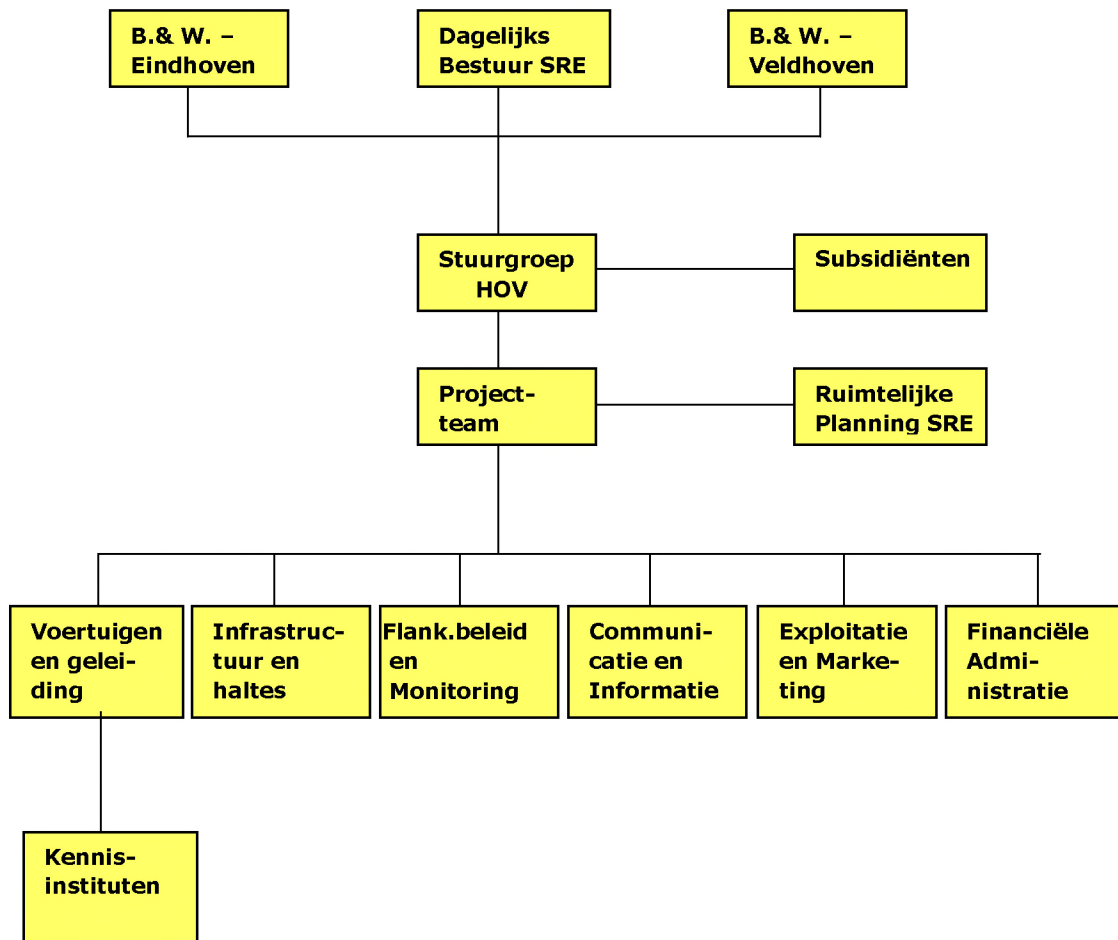 B.& W. –
Eindhoven
Dagelijks
Bestuur SRE
B.& W. –
Veldhoven
Stuurgroep
HOV
Subsidiënten
Project-
team
Ruimtelijke
Planning SRE
Voertuigen
en gelei-
ding
Infrastruc-
tuur en
haltes
Flank.beleid
en
Monitoring
Communi-
catie en
Informatie
Exploitatie
en Marke-
ting
Financiële
Admi-
nistratie
Kennis-
instituten